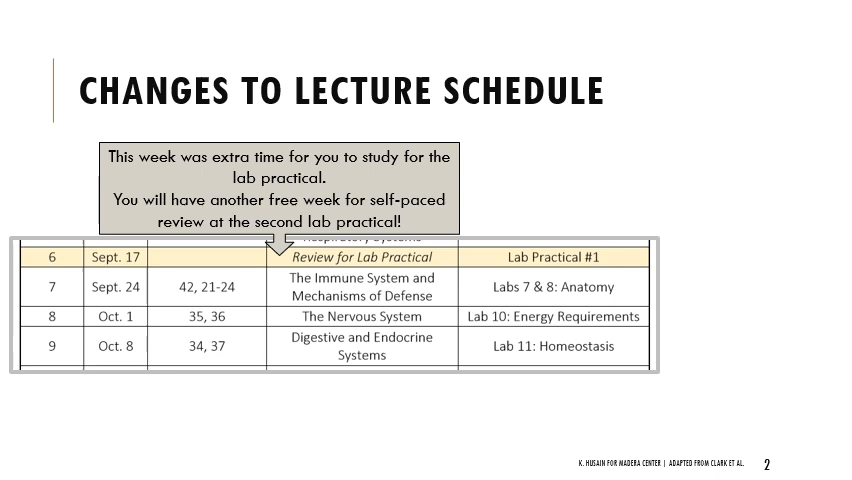 CHANGES TO LECTURE SCHEDULE
This week was extra time for you to study for the
lab practical.
You will have another free week for self-paced
review at the second lab practical!
Respiratory Systems
6 Sept. 17 Review for Lab Practical Lab Practical #1
7 Sept. 24 42, 21-24 The Immune System and
Mechanisms of Defense Labs 7 & 8: Anatomy
8 Oct. 1 35, 36 The Nervous System Lab 10: Energy Requirements
9 Oct. 8 34, 37 Digestive and Endocrine
Systems Lab 11: Homeostasis
K. HUSAIN FOR MADERA CENTER | ADAPTED FROM CLARK ET AL. 2